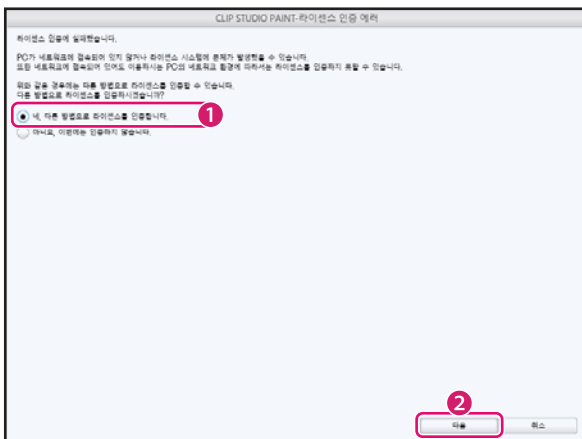 CLIP STUDIO PAINT-라이센스 인증 에러
라이센스 인증에 실패했습니다.
PC가 네트워크에 접속되어 있지 않거나 라이센스 시스템에 문제가 발생했을 수 있습니다.
또한 네트워크에 접속되어 있어도 이용하시는 PC의 네트워크 환경에 따라서는 라이센스를 인증하지 못할 수 있습니다.
위와 같은 경우에는 다른 방법으로 라이센스를 인증할 수 있습니다.
다른 방법으로 라이센스를 인증하시겠습니까?
네, 다른 방법으로 라이센스를 인증합니다.
1
아니요, 이번에는 인증하지 않습니다.
2
다음
취소